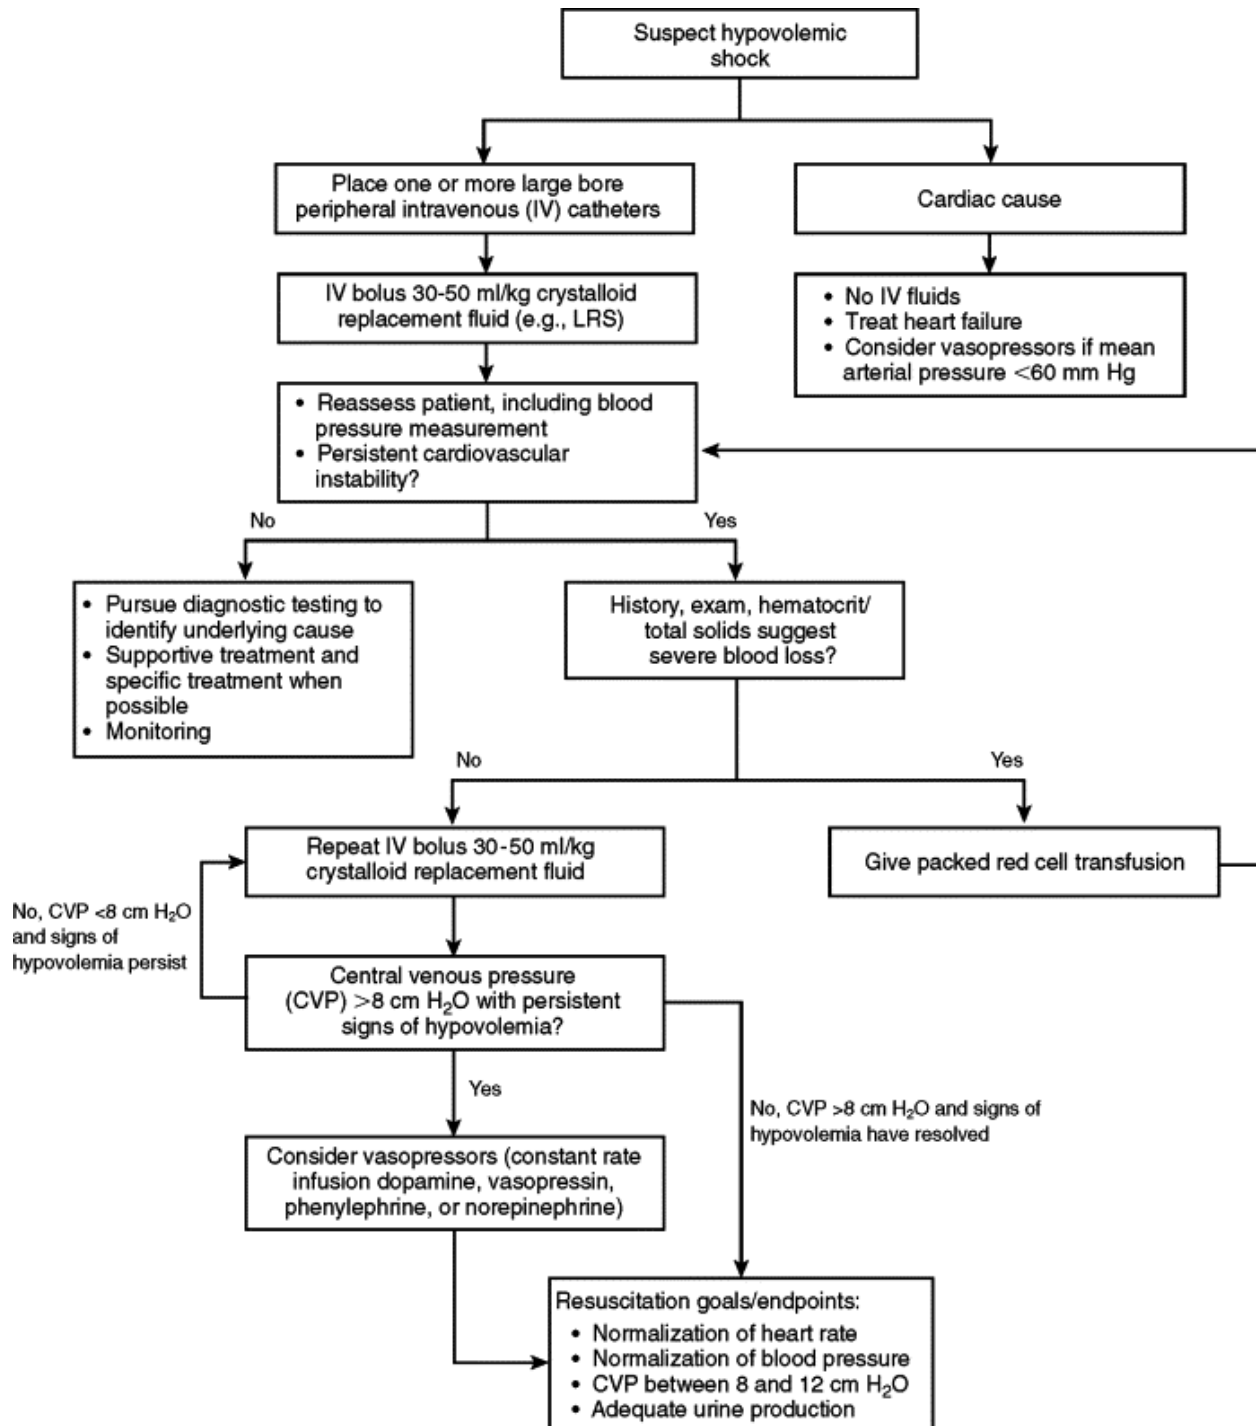 Suspect hypovolemic
shock
Place one or more large bore
peripheral intravenous (IV) catheters
Cardiac cause
IV bolus 30-50 ml/kg crystalloid
replacement fluid (e.g., LRS)
• No IV fluids
• Treat heart failure
• Consider vasopressors if mean
arterial pressure <60 mm Hg
• Reassess patient, including blood
pressure measurement
• Persistent cardiovascular
instability?
No
Yes
• Pursue diagnostic testing to
identify underlying cause
• Supportive treatment and
specific treatment when
possible
• Monitoring
History, exam, hematocrit/
total solids suggest
severe blood loss?
No
Yes
Repeat IV bolus 30-50 ml/kg
crystalloid replacement fluid
Give packed red cell transfusion
No, CVP <8 cm H₂O
and signs of
hypovolemia persist
Central venous pressure
(CVP) >8 cm H₂O with persistent
signs of hypovolemia?
Yes
No, CVP >8 cm H₂O and signs of
hypovolemia have resolved
Consider vasopressors (constant rate
infusion dopamine, vasopressin,
phenylephrine, or norepinephrine)
Resuscitation goals/endpoints:
• Normalization of heart rate
• Normalization of blood pressure
• CVP between 8 and 12 cm H₂O
• Adequate urine production